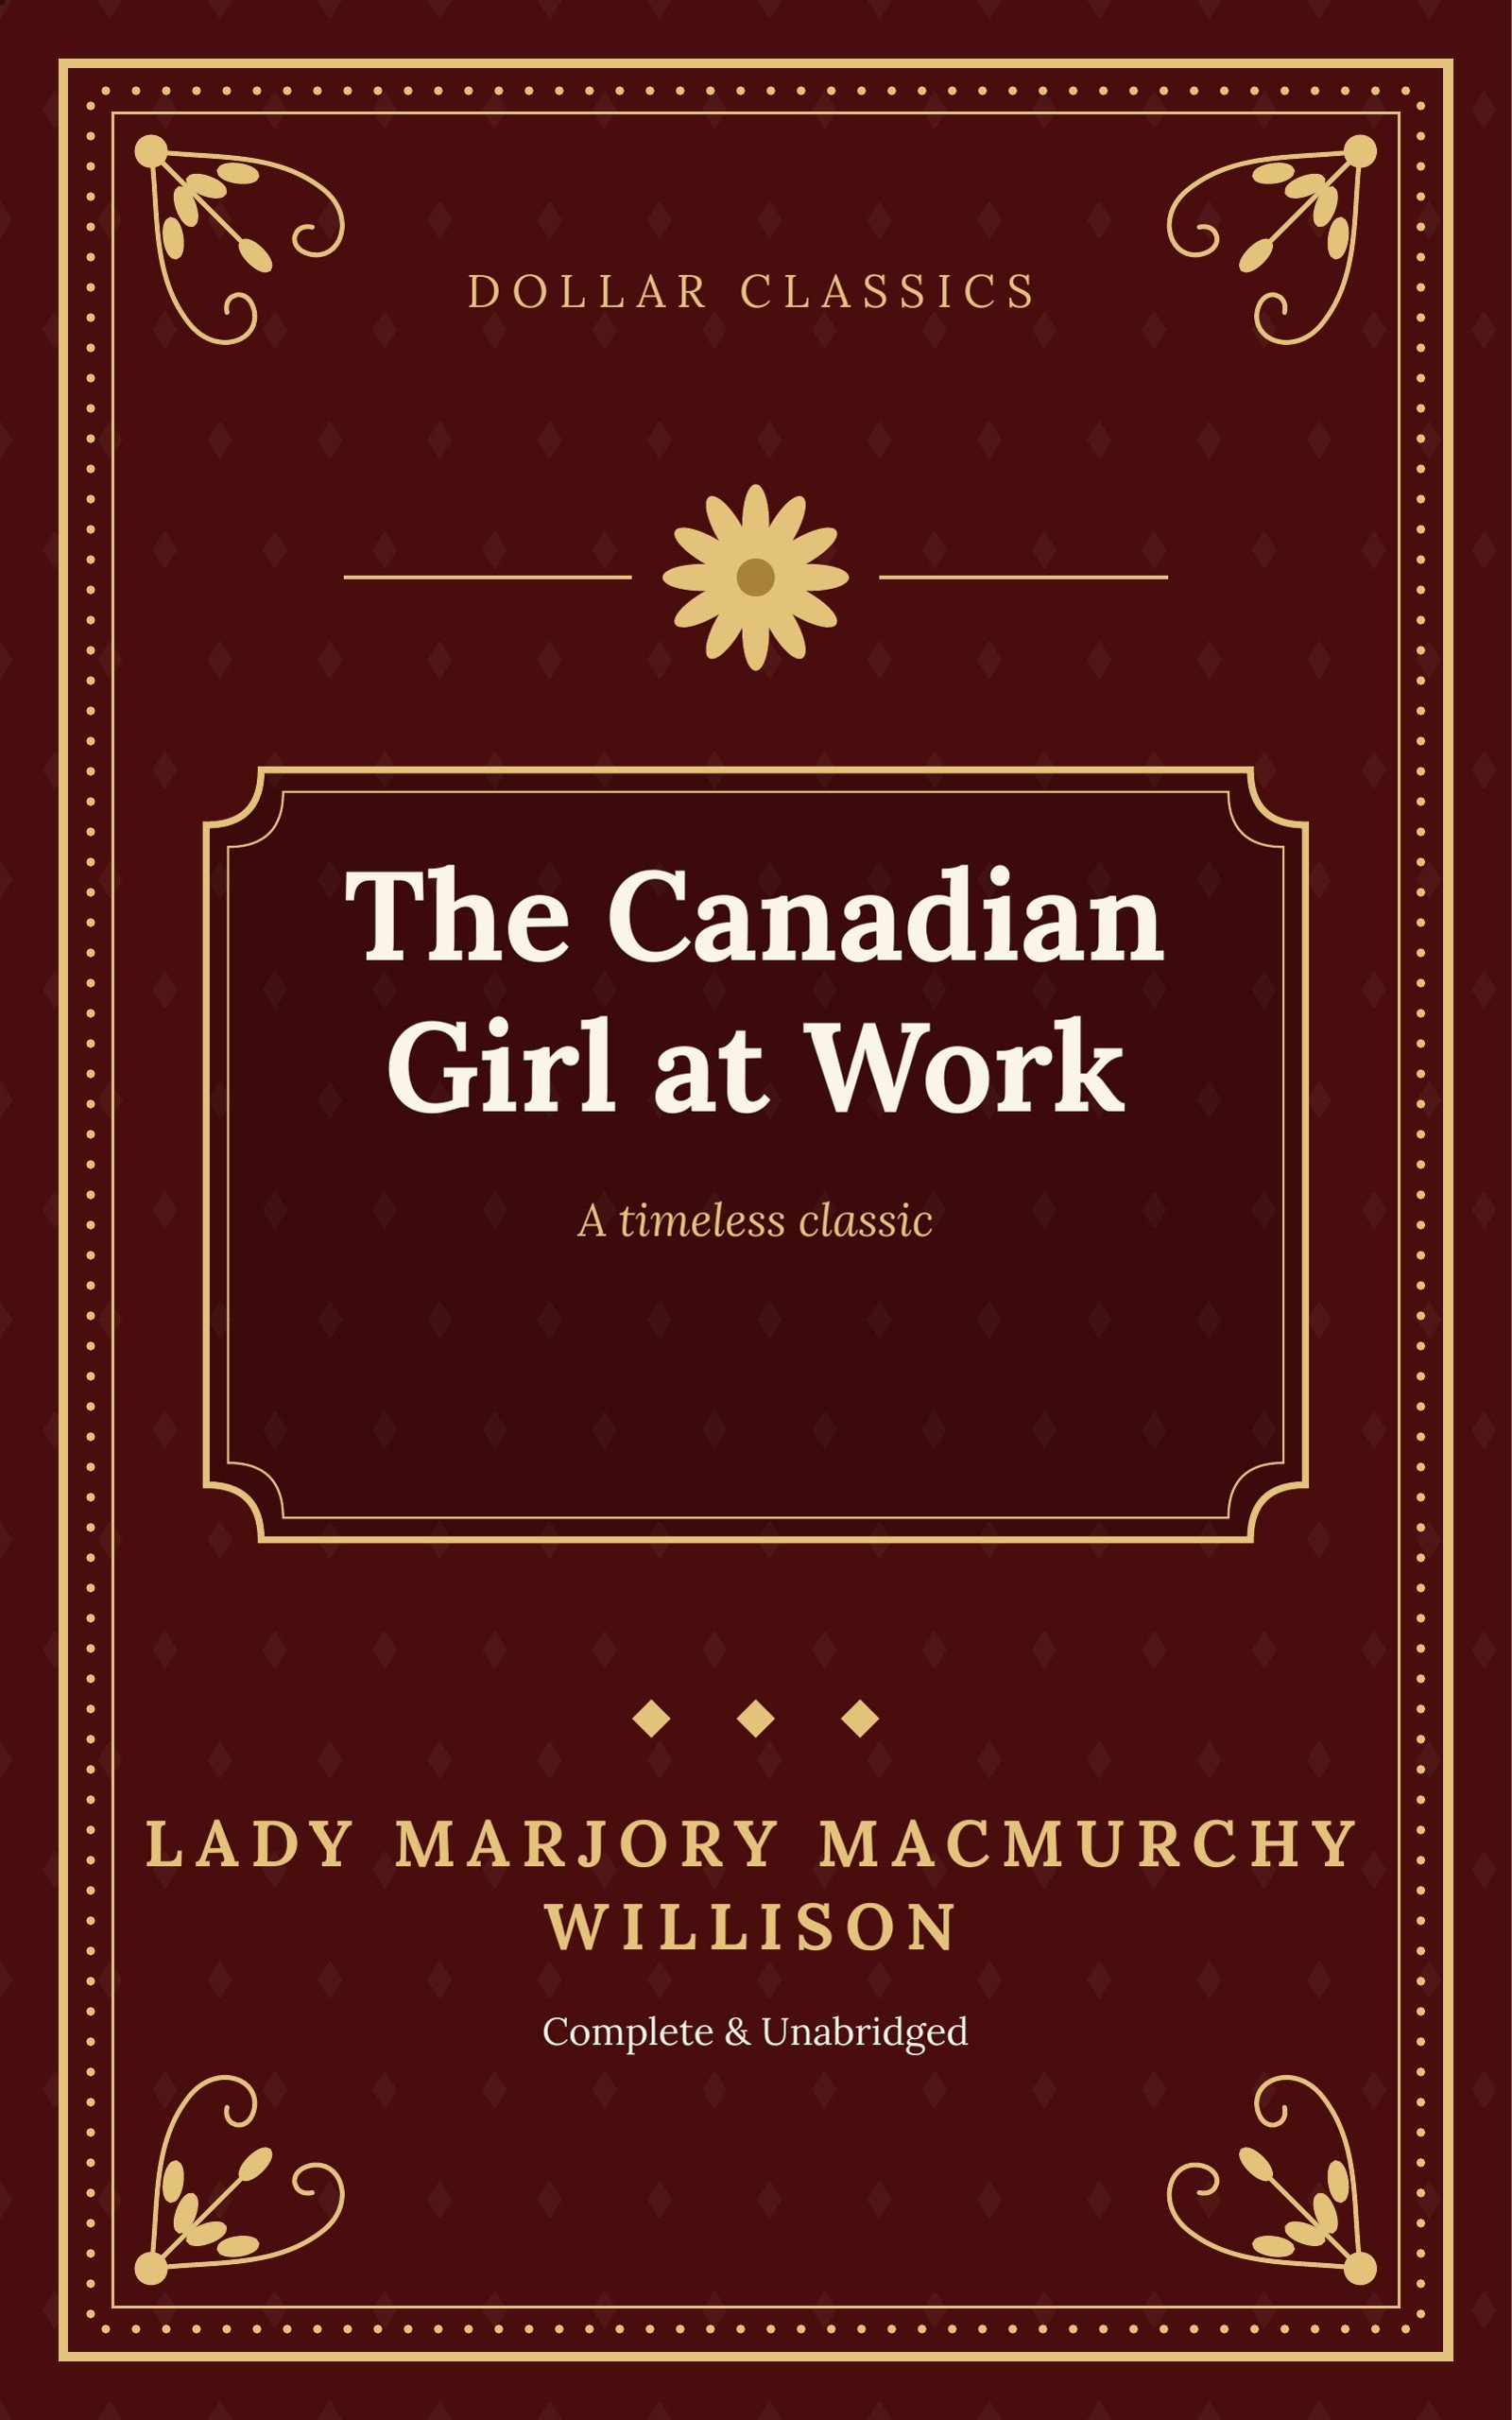 DOLLAR CLASSICS
The Canadian
Girl at Work
A timeless classic
LADY MARJORY MACMURCHY
WILLISON
Complete & Unabridged